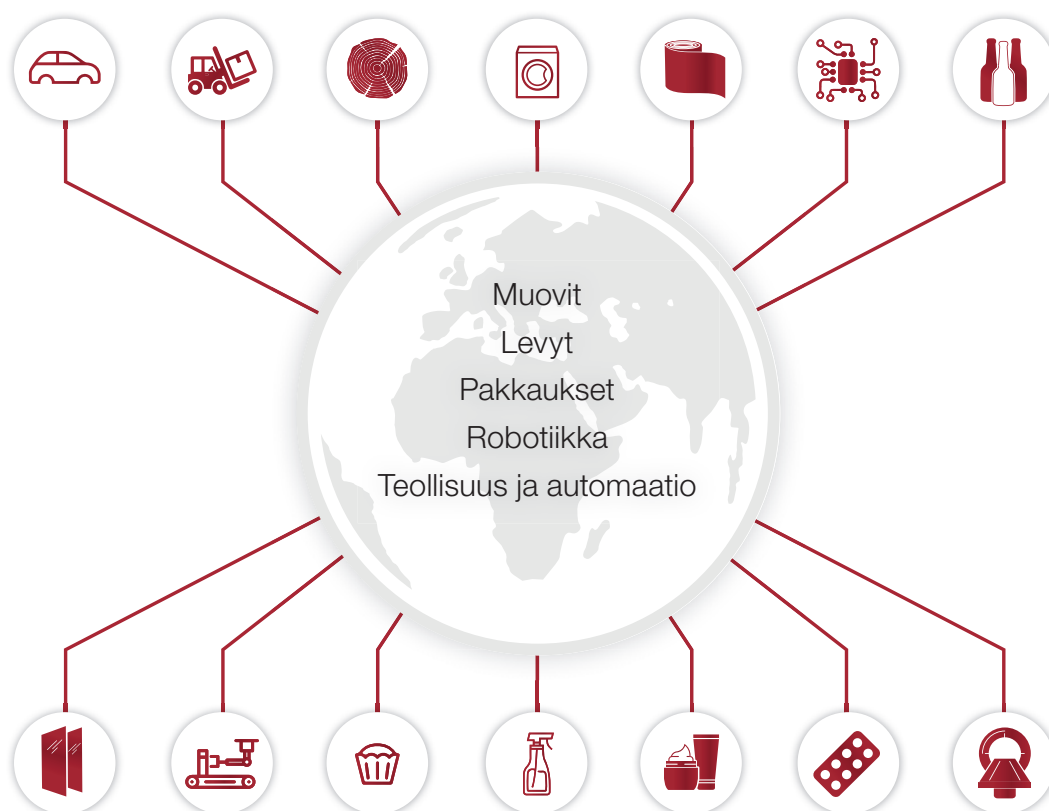 Muovit
Levyt
Pakkaukset
Robotiikka
Teollisuus ja automaatio